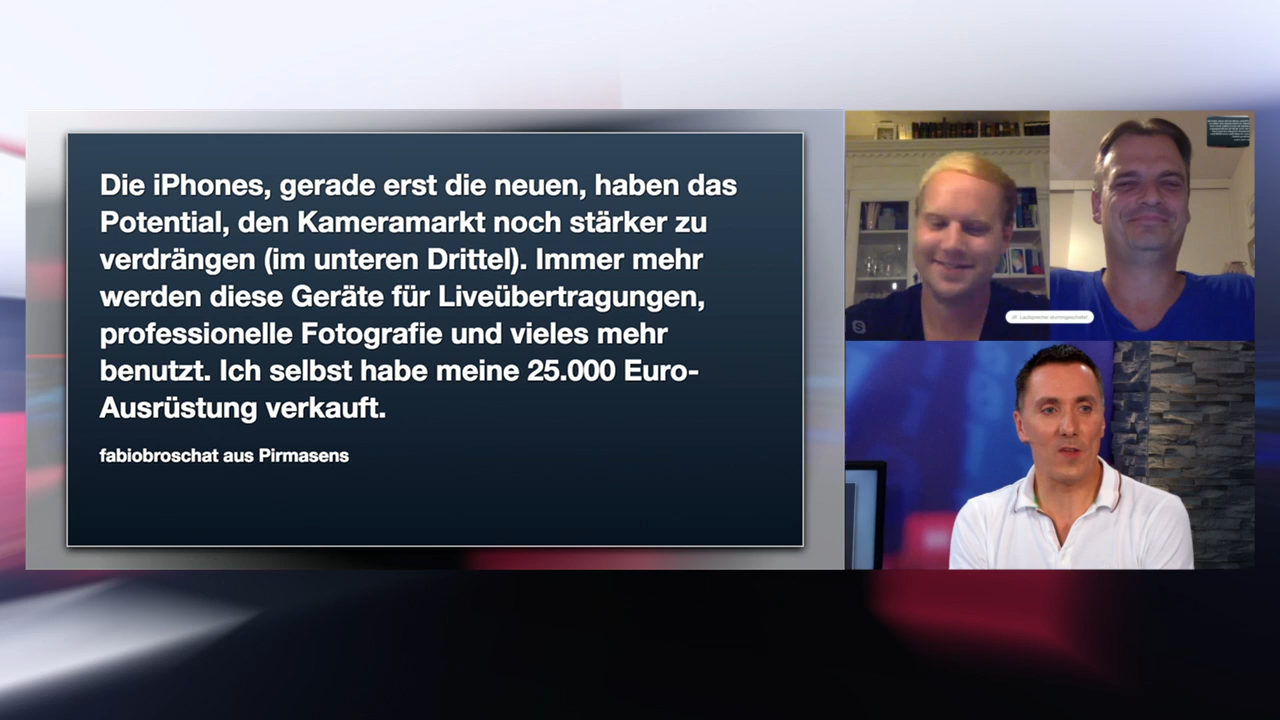 Die iPhones, gerade erst die neuen, haben das
Potential, den Kameramarkt noch stärker zu
verdrängen (im unteren Drittel). Immer mehr
werden diese Geräte für Liveübertragungen,
professionelle Fotografie und vieles mehr
benutzt. Ich selbst habe meine 25.000 Euro-
Ausrüstung verkauft.
fabiobroschat aus Pirmasens